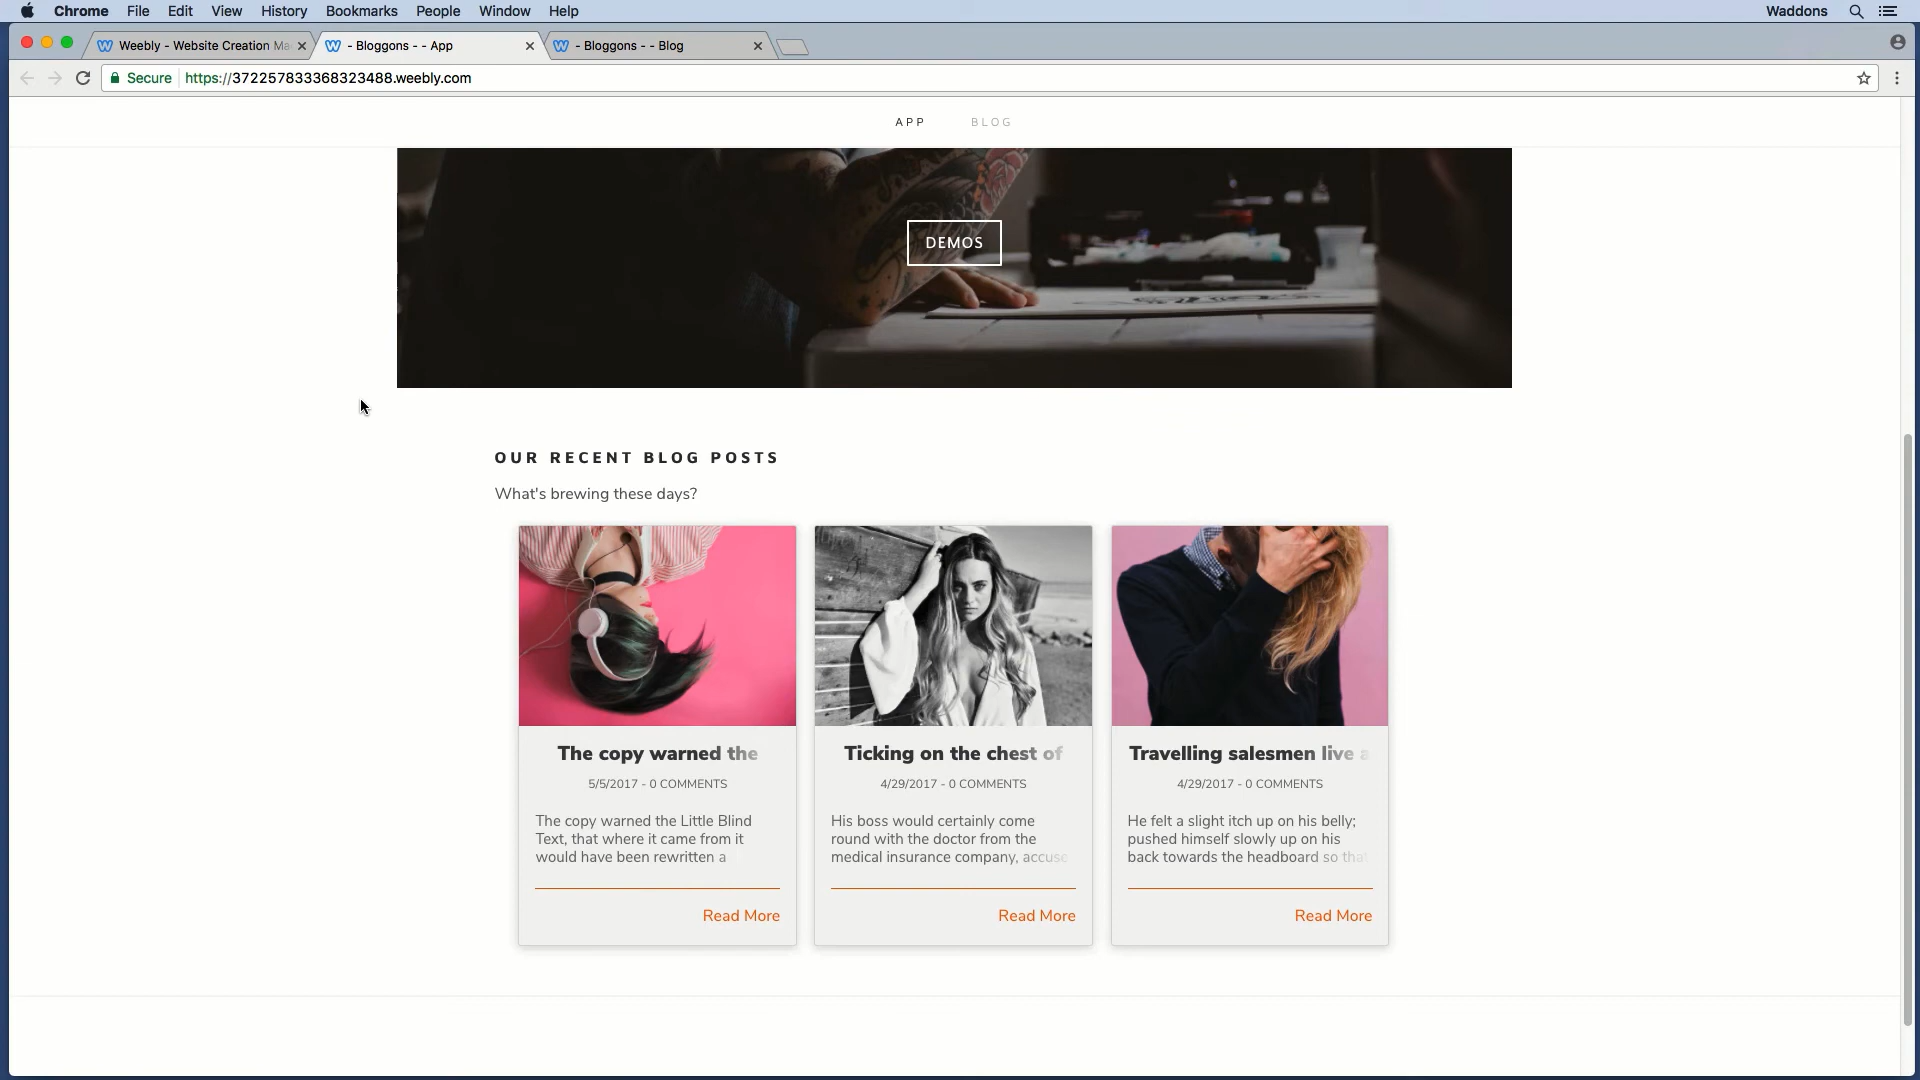 Chrome File Edit View History Bookmarks People Window Help Waddons
Weebly - Website Creation Ma
- Bloggons - - App
- Bloggons - - Blog
Secure https://372257833368323488.weebly.com
APP BLOG
DEMOS
OUR RECENT BLOG POSTS
What's brewing these days?
The copy warned the
5/5/2017 - 0 COMMENTS
The copy warned the Little Blind
Text, that where it came from it
would have been rewritten a
Read More
Ticking on the chest of
4/29/2017 - 0 COMMENTS
His boss would certainly come
round with the doctor from the
medical insurance company, accuse
Read More
Travelling salesmen live a
4/29/2017 - 0 COMMENTS
He felt a slight itch up on his belly;
pushed himself slowly up on his
back towards the headboard so that
Read More